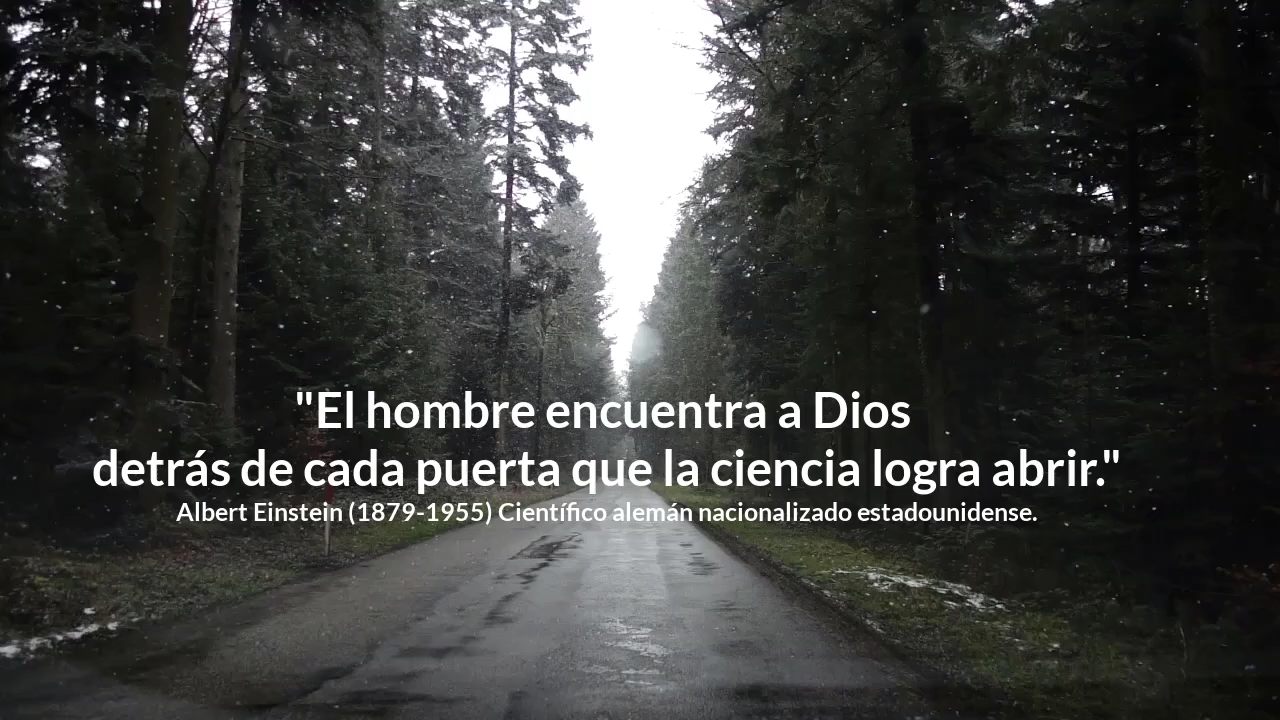 "El hombre encuentra a Dios
detrás de cada puerta que la ciencia logra abrir."
Albert Einstein (1879-1955) Científico alemán nacionalizado estadounidense.